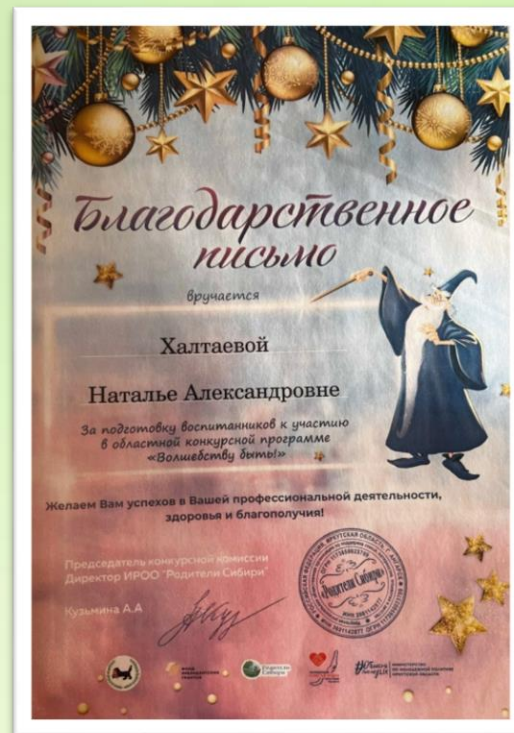 Благодарственное
письмо
вручается
Халтаевой
Наталье Александровне
За подготовку воспитанников к участию
в областной конкурсной программе
«Волшебству быть!»
Желаем Вам успехов в Вашей профессиональной деятельности,
здоровья и благополучия!
Председатель конкурсной комиссии
Директор ИРОО "Родители Сибири"
Кузьмина А.А
«Родители Сибири»